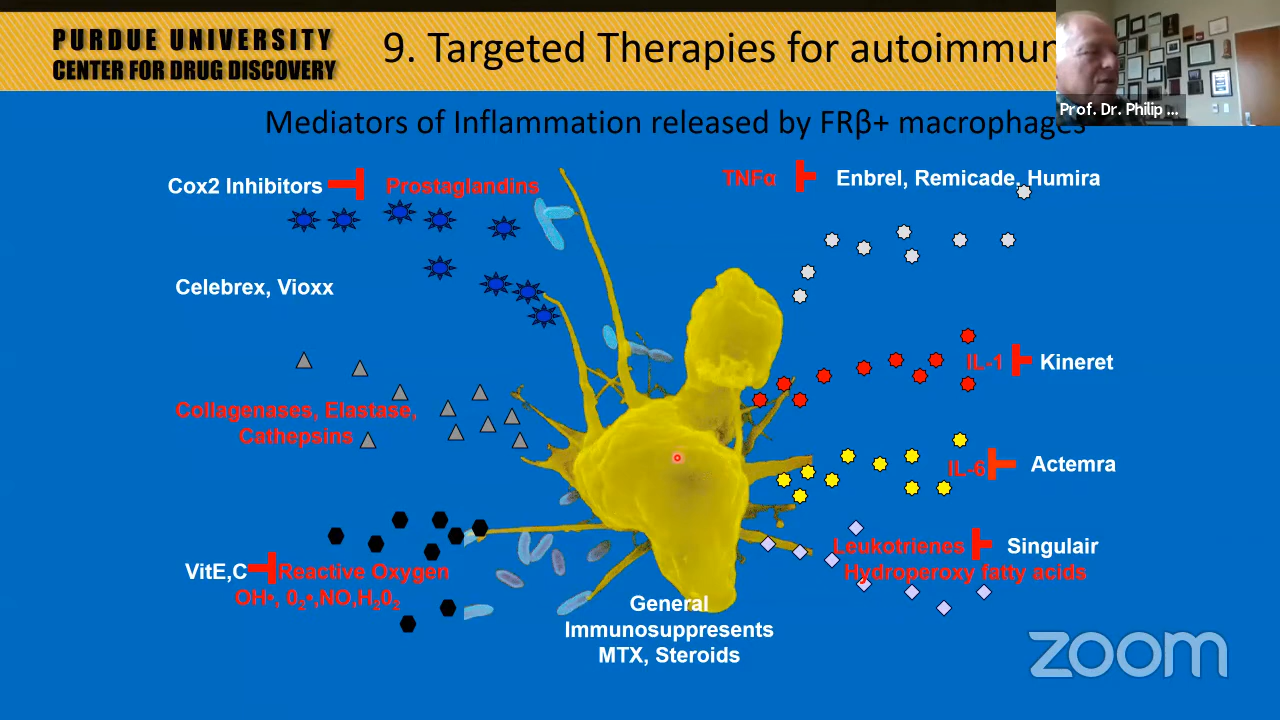 PURDUE UNIVERSITY
CENTER FOR DRUG DISCOVERY
9. Targeted Therapies for autoimmun
Prof. Dr. Philip ...
Mediators of Inflammation released by FRβ+ macrophages
Cox2 Inhibitors
Prostaglandins
TNFα
Enbrel, Remicade, Humira
Celebrex, Vioxx
IL-1
Kineret
Collagenases, Elastase,
Cathepsins
IL-6
Actemra
Leukotrienes
Singulair
Hydroperoxy fatty acids
VitE,C
Reactive Oxygen
OH•, 0₂•,NO,H₂0₂
General
Immunosuppresents
MTX, Steroids
zoom